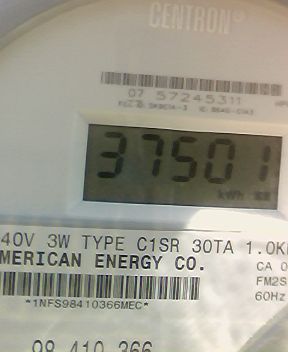 CENTRON®
07 57245311
37501
kWh
40V 3W TYPE C1SR 30TA 1.0K
MERICAN ENERGY CO.
CA 0
FM2S
*1NFS98410366MEC*
60Hz
98 410 366